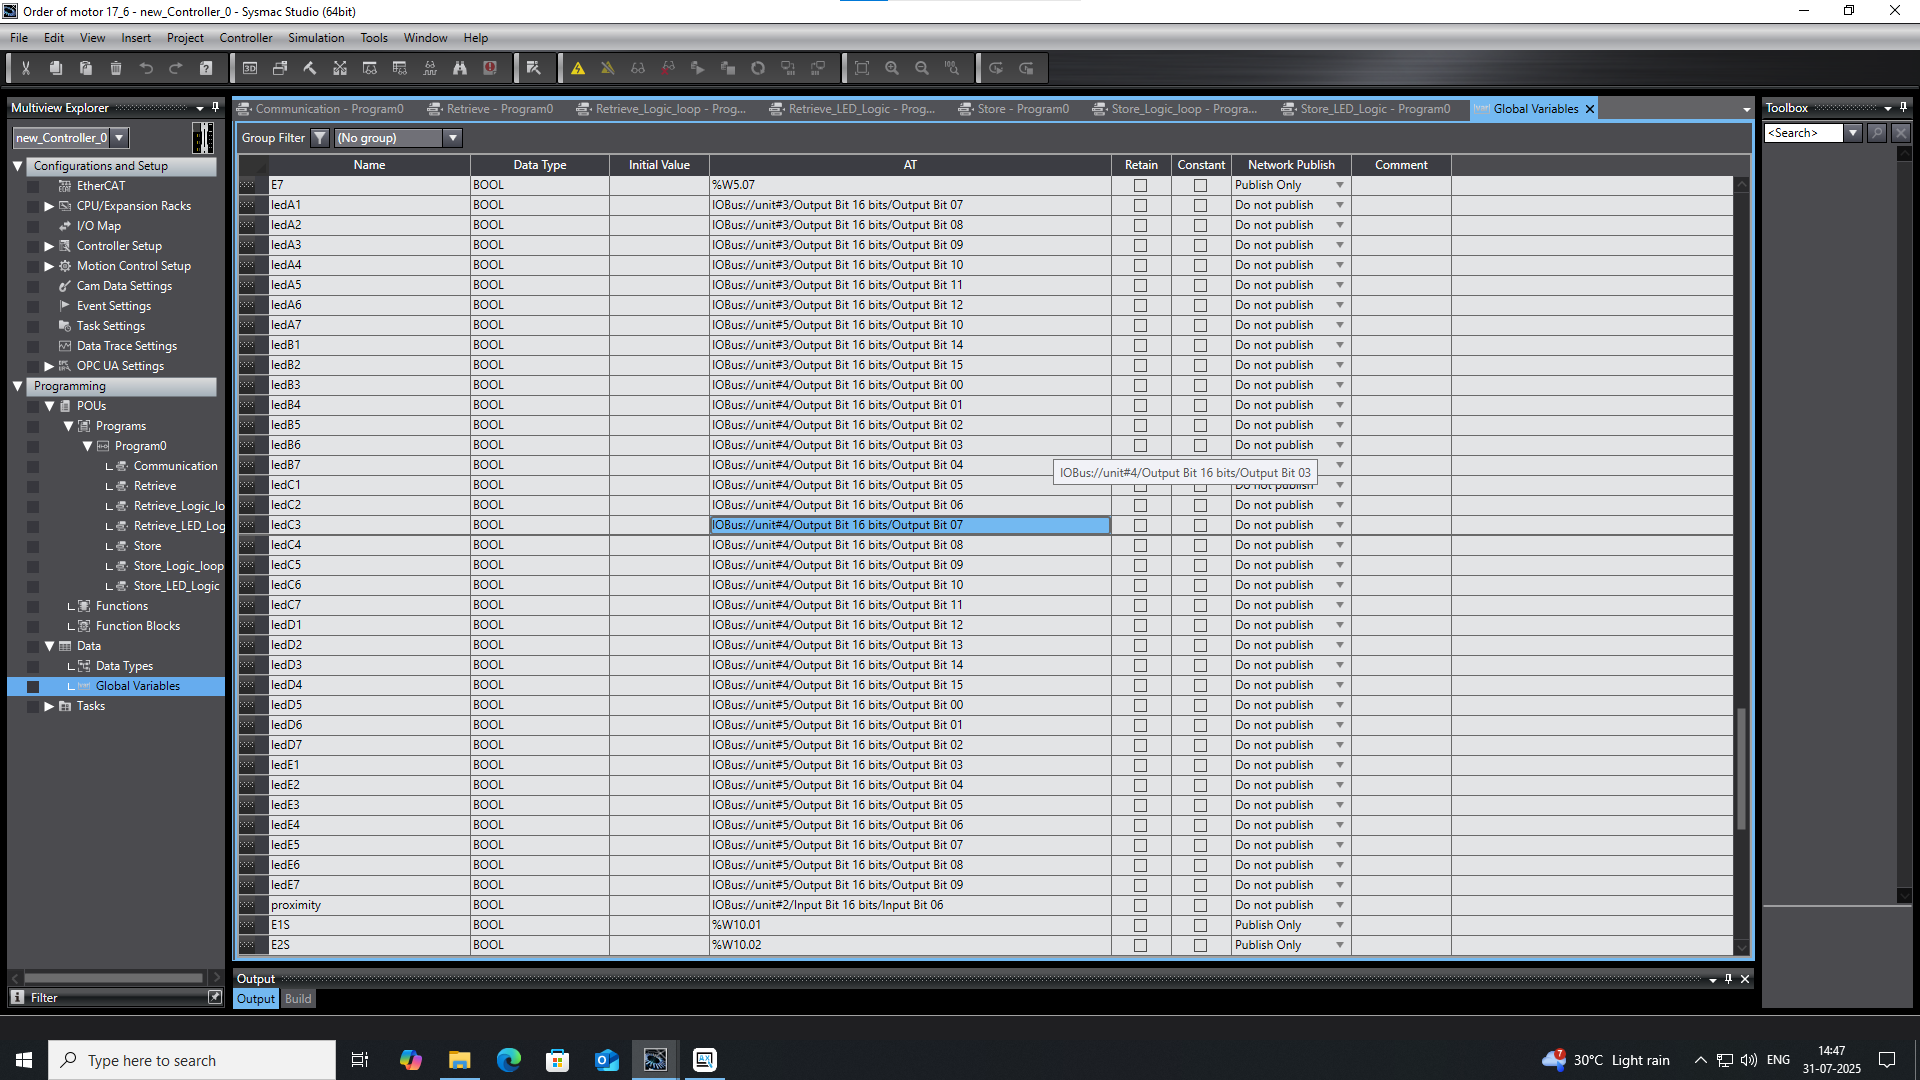 Order of motor 17_6 - new_Controller_0 - Sysmac Studio (64bit)
File Edit View Insert Project Controller Simulation Tools Window Help
Multiview Explorer
new_Controller_0
Configurations and Setup
EtherCAT
CPU/Expansion Racks
I/O Map
Controller Setup
Motion Control Setup
Cam Data Settings
Event Settings
Task Settings
Data Trace Settings
OPC UA Settings
Programming
POUs
Programs
Program0
Communication
Retrieve
Retrieve_Logic_lo
Retrieve_LED_Log
Store
Store_Logic_loop
Store_LED_Logic
Functions
Function Blocks
Data
Data Types
Global Variables
Tasks
Filter
Communication - Program0 Retrieve - Program0 Retrieve_Logic_loop - Prog... Retrieve_LED_Logic - Prog... Store - Program0 Store_Logic_loop - Progra... Store_LED_Logic - Program0 Global Variables
Group Filter (No group)
Name Data Type Initial Value AT Retain Constant Network Publish Comment
E7 BOOL %W5.07 Publish Only
ledA1 BOOL IOBus://unit#3/Output Bit 16 bits/Output Bit 07 Do not publish
ledA2 BOOL IOBus://unit#3/Output Bit 16 bits/Output Bit 08 Do not publish
ledA3 BOOL IOBus://unit#3/Output Bit 16 bits/Output Bit 09 Do not publish
ledA4 BOOL IOBus://unit#3/Output Bit 16 bits/Output Bit 10 Do not publish
ledA5 BOOL IOBus://unit#3/Output Bit 16 bits/Output Bit 11 Do not publish
ledA6 BOOL IOBus://unit#3/Output Bit 16 bits/Output Bit 12 Do not publish
ledA7 BOOL IOBus://unit#5/Output Bit 16 bits/Output Bit 10 Do not publish
ledB1 BOOL IOBus://unit#3/Output Bit 16 bits/Output Bit 14 Do not publish
ledB2 BOOL IOBus://unit#3/Output Bit 16 bits/Output Bit 15 Do not publish
ledB3 BOOL IOBus://unit#4/Output Bit 16 bits/Output Bit 00 Do not publish
ledB4 BOOL IOBus://unit#4/Output Bit 16 bits/Output Bit 01 Do not publish
ledB5 BOOL IOBus://unit#4/Output Bit 16 bits/Output Bit 02 Do not publish
ledB6 BOOL IOBus://unit#4/Output Bit 16 bits/Output Bit 03 Do not publish
ledB7 BOOL IOBus://unit#4/Output Bit 16 bits/Output Bit 04
IOBus://unit#4/Output Bit 16 bits/Output Bit 03
ledC1 BOOL IOBus://unit#4/Output Bit 16 bits/Output Bit 05 Do not publish
ledC2 BOOL IOBus://unit#4/Output Bit 16 bits/Output Bit 06 Do not publish
ledC3 BOOL IOBus://unit#4/Output Bit 16 bits/Output Bit 07 Do not publish
ledC4 BOOL IOBus://unit#4/Output Bit 16 bits/Output Bit 08 Do not publish
ledC5 BOOL IOBus://unit#4/Output Bit 16 bits/Output Bit 09 Do not publish
ledC6 BOOL IOBus://unit#4/Output Bit 16 bits/Output Bit 10 Do not publish
ledC7 BOOL IOBus://unit#4/Output Bit 16 bits/Output Bit 11 Do not publish
ledD1 BOOL IOBus://unit#4/Output Bit 16 bits/Output Bit 12 Do not publish
ledD2 BOOL IOBus://unit#4/Output Bit 16 bits/Output Bit 13 Do not publish
ledD3 BOOL IOBus://unit#4/Output Bit 16 bits/Output Bit 14 Do not publish
ledD4 BOOL IOBus://unit#4/Output Bit 16 bits/Output Bit 15 Do not publish
ledD5 BOOL IOBus://unit#5/Output Bit 16 bits/Output Bit 00 Do not publish
ledD6 BOOL IOBus://unit#5/Output Bit 16 bits/Output Bit 01 Do not publish
ledD7 BOOL IOBus://unit#5/Output Bit 16 bits/Output Bit 02 Do not publish
ledE1 BOOL IOBus://unit#5/Output Bit 16 bits/Output Bit 03 Do not publish
ledE2 BOOL IOBus://unit#5/Output Bit 16 bits/Output Bit 04 Do not publish
ledE3 BOOL IOBus://unit#5/Output Bit 16 bits/Output Bit 05 Do not publish
ledE4 BOOL IOBus://unit#5/Output Bit 16 bits/Output Bit 06 Do not publish
ledE5 BOOL IOBus://unit#5/Output Bit 16 bits/Output Bit 07 Do not publish
ledE6 BOOL IOBus://unit#5/Output Bit 16 bits/Output Bit 08 Do not publish
ledE7 BOOL IOBus://unit#5/Output Bit 16 bits/Output Bit 09 Do not publish
proximity BOOL IOBus://unit#2/Input Bit 16 bits/Input Bit 06 Do not publish
E1S BOOL %W10.01 Publish Only
E2S BOOL %W10.02 Publish Only
Output
Output Build
Toolbox
<Search>
Type here to search
30°C Light rain
ENG
14:47
31-07-2025